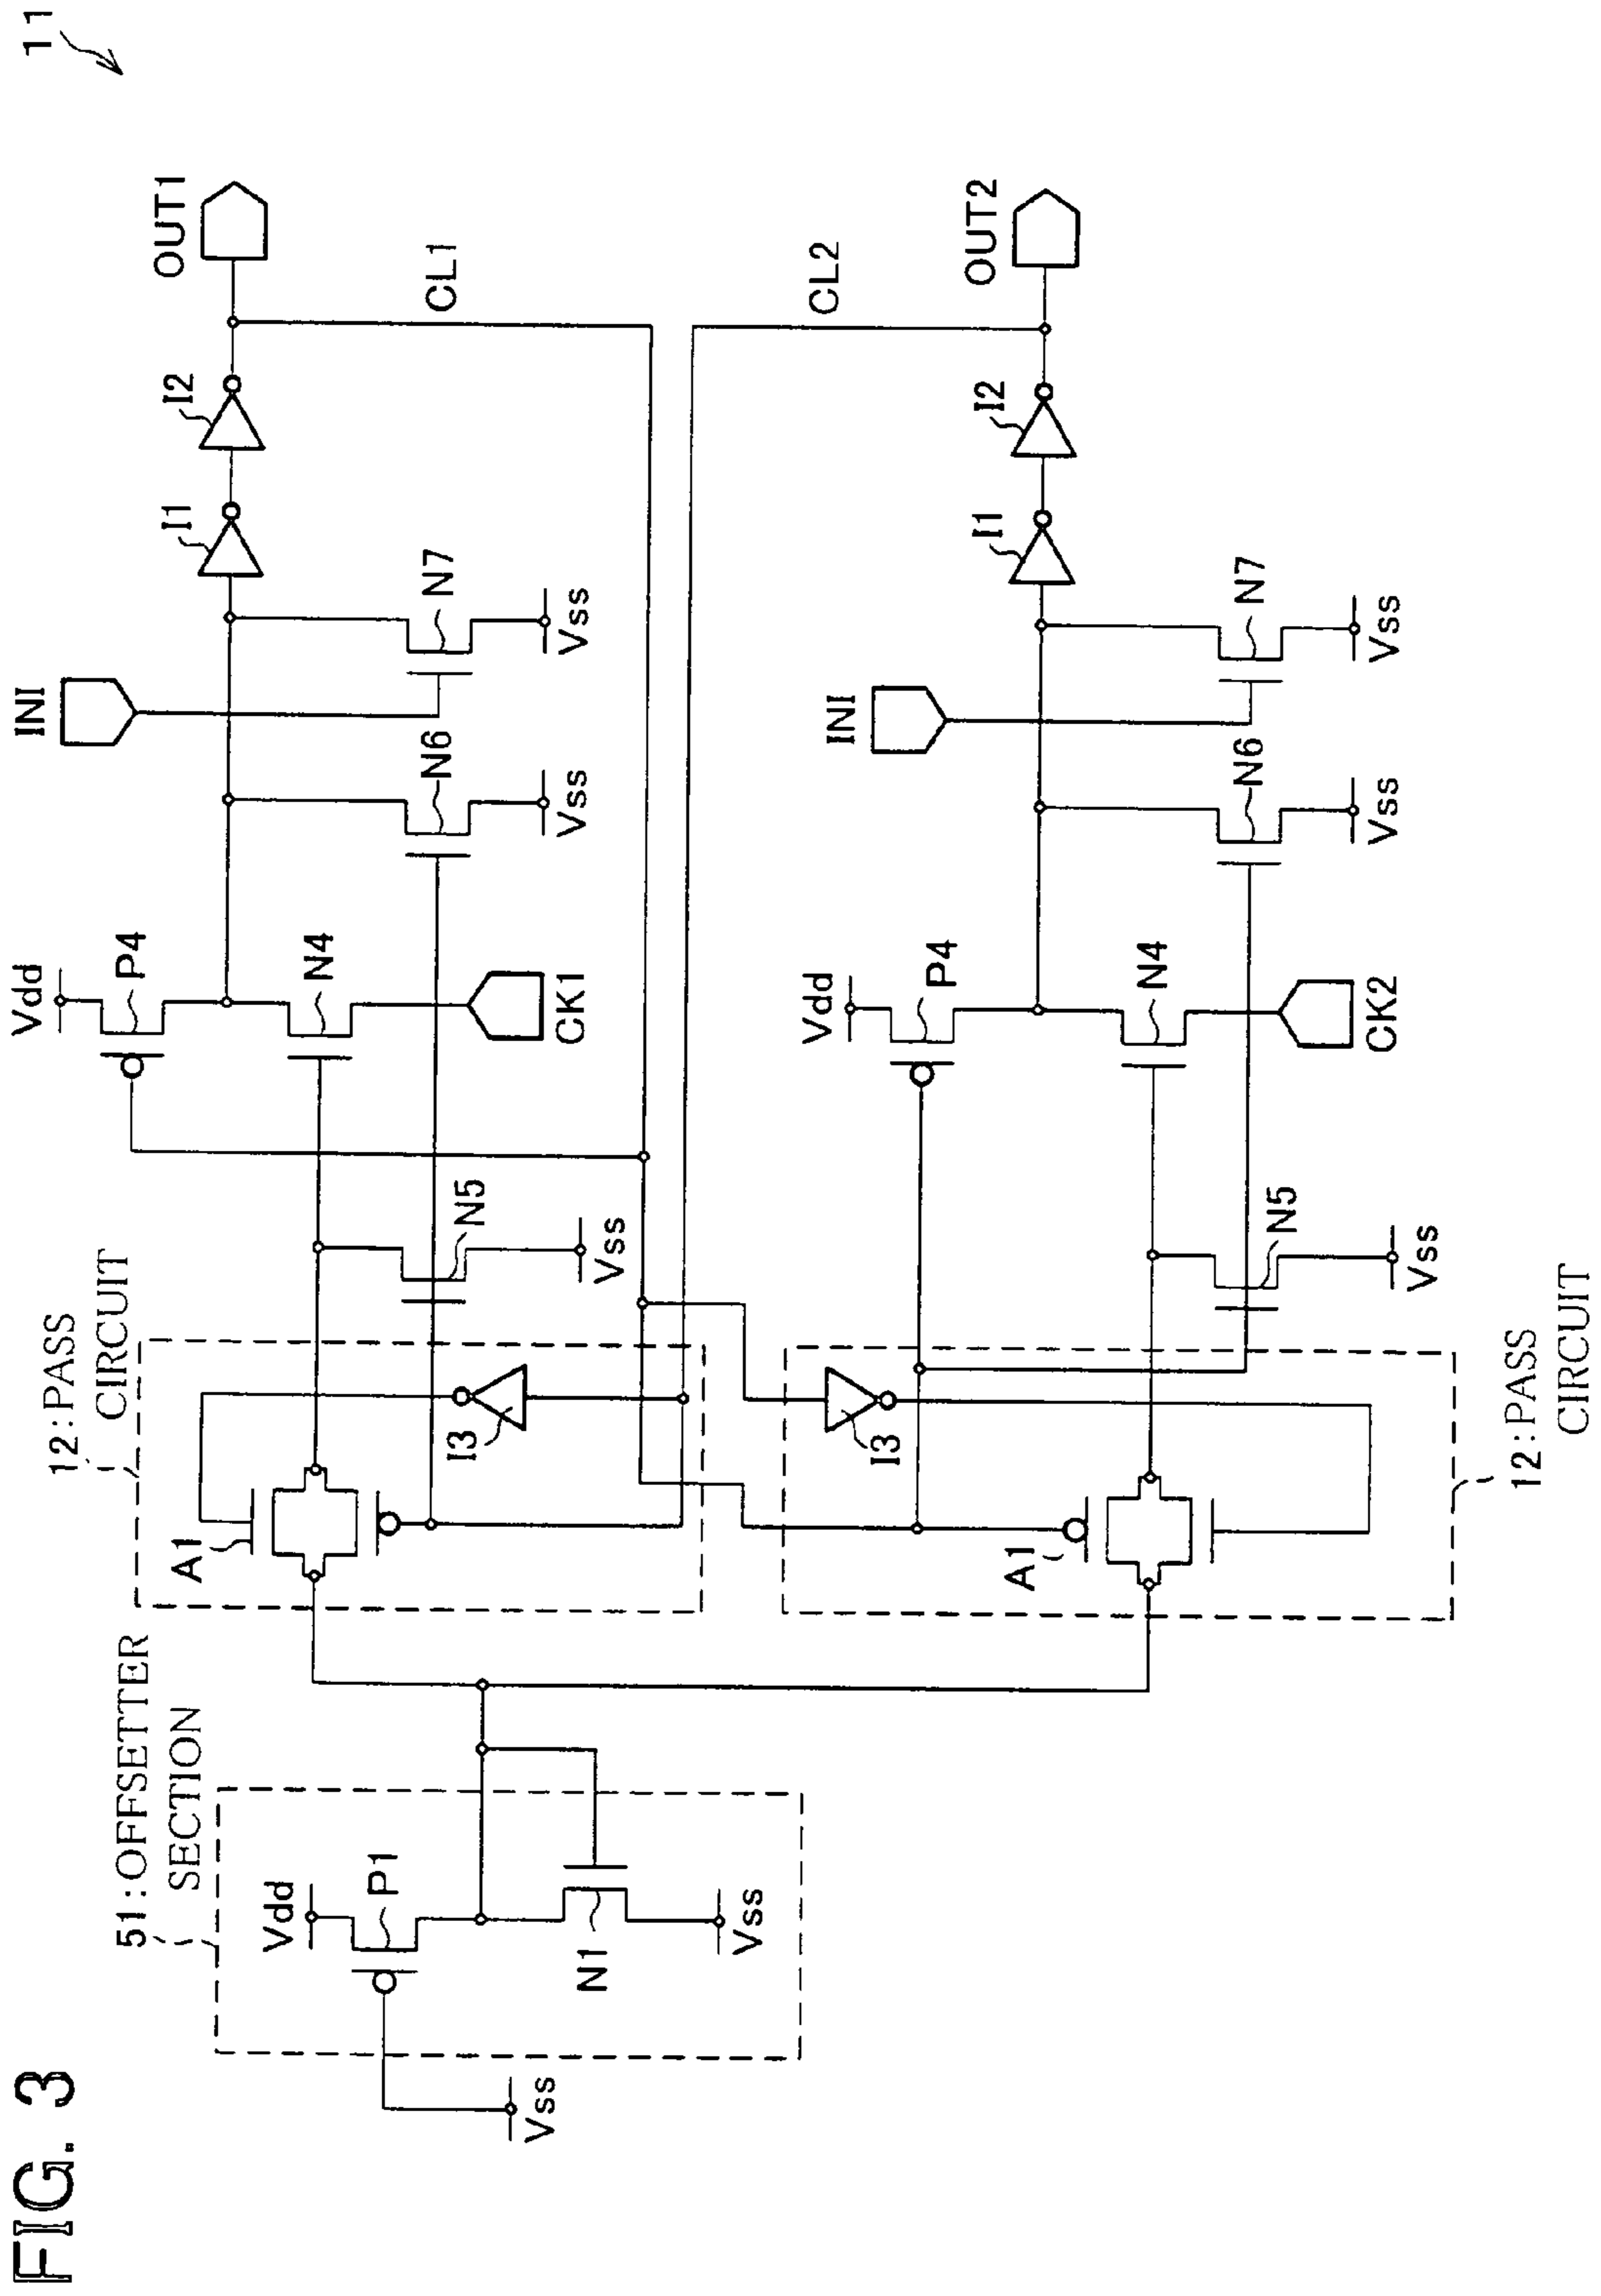 FIG. 3
11
51:OFFSETTER
SECTION
Vdd
P1
N1
Vss
Vss
12:PASS
CIRCUIT
A1
I3
N5
Vss
Vdd
P4
N4
CK1
N6
Vss
INI
N7
Vss
I1
I2
OUT1
CL1
CL2
12:PASS
CIRCUIT
A1
I3
N5
Vss
Vdd
P4
N4
CK2
N6
Vss
INI
N7
Vss
I1
I2
OUT2